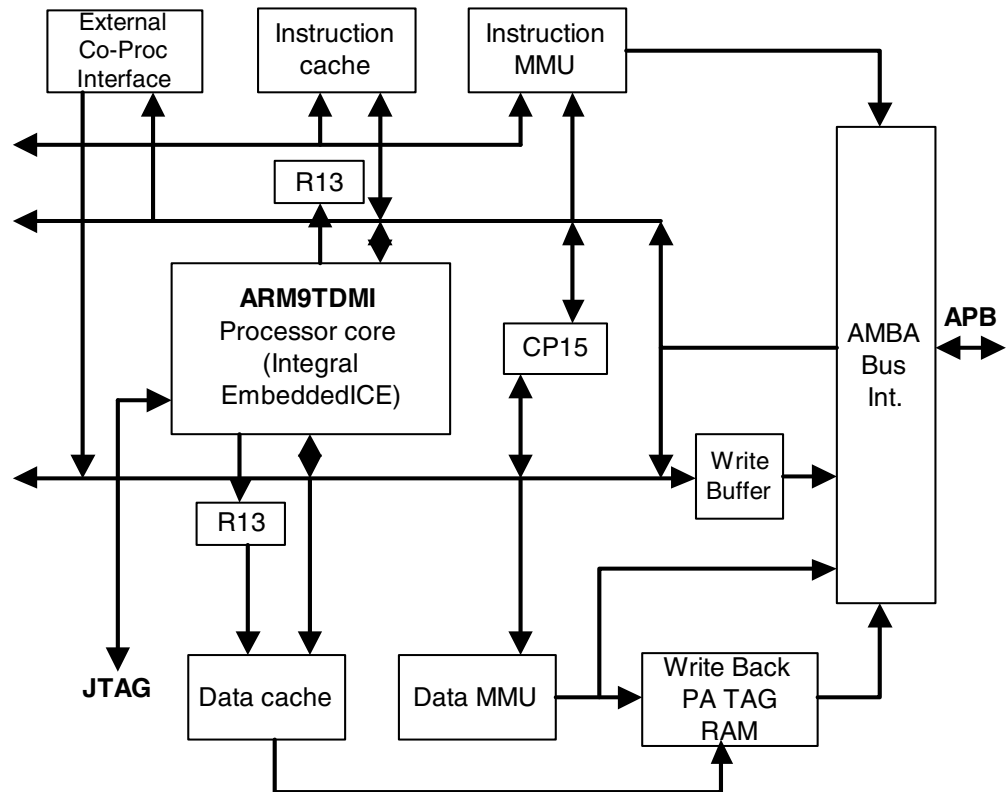 External
Co-Proc
Interface
Instruction
cache
Instruction
MMU
R13
ARM9TDMI
Processor core
(Integral
EmbeddedICE)
CP15
AMBA
Bus
Int.
APB
Write
Buffer
R13
JTAG
Data cache
Data MMU
Write Back
PA TAG
RAM